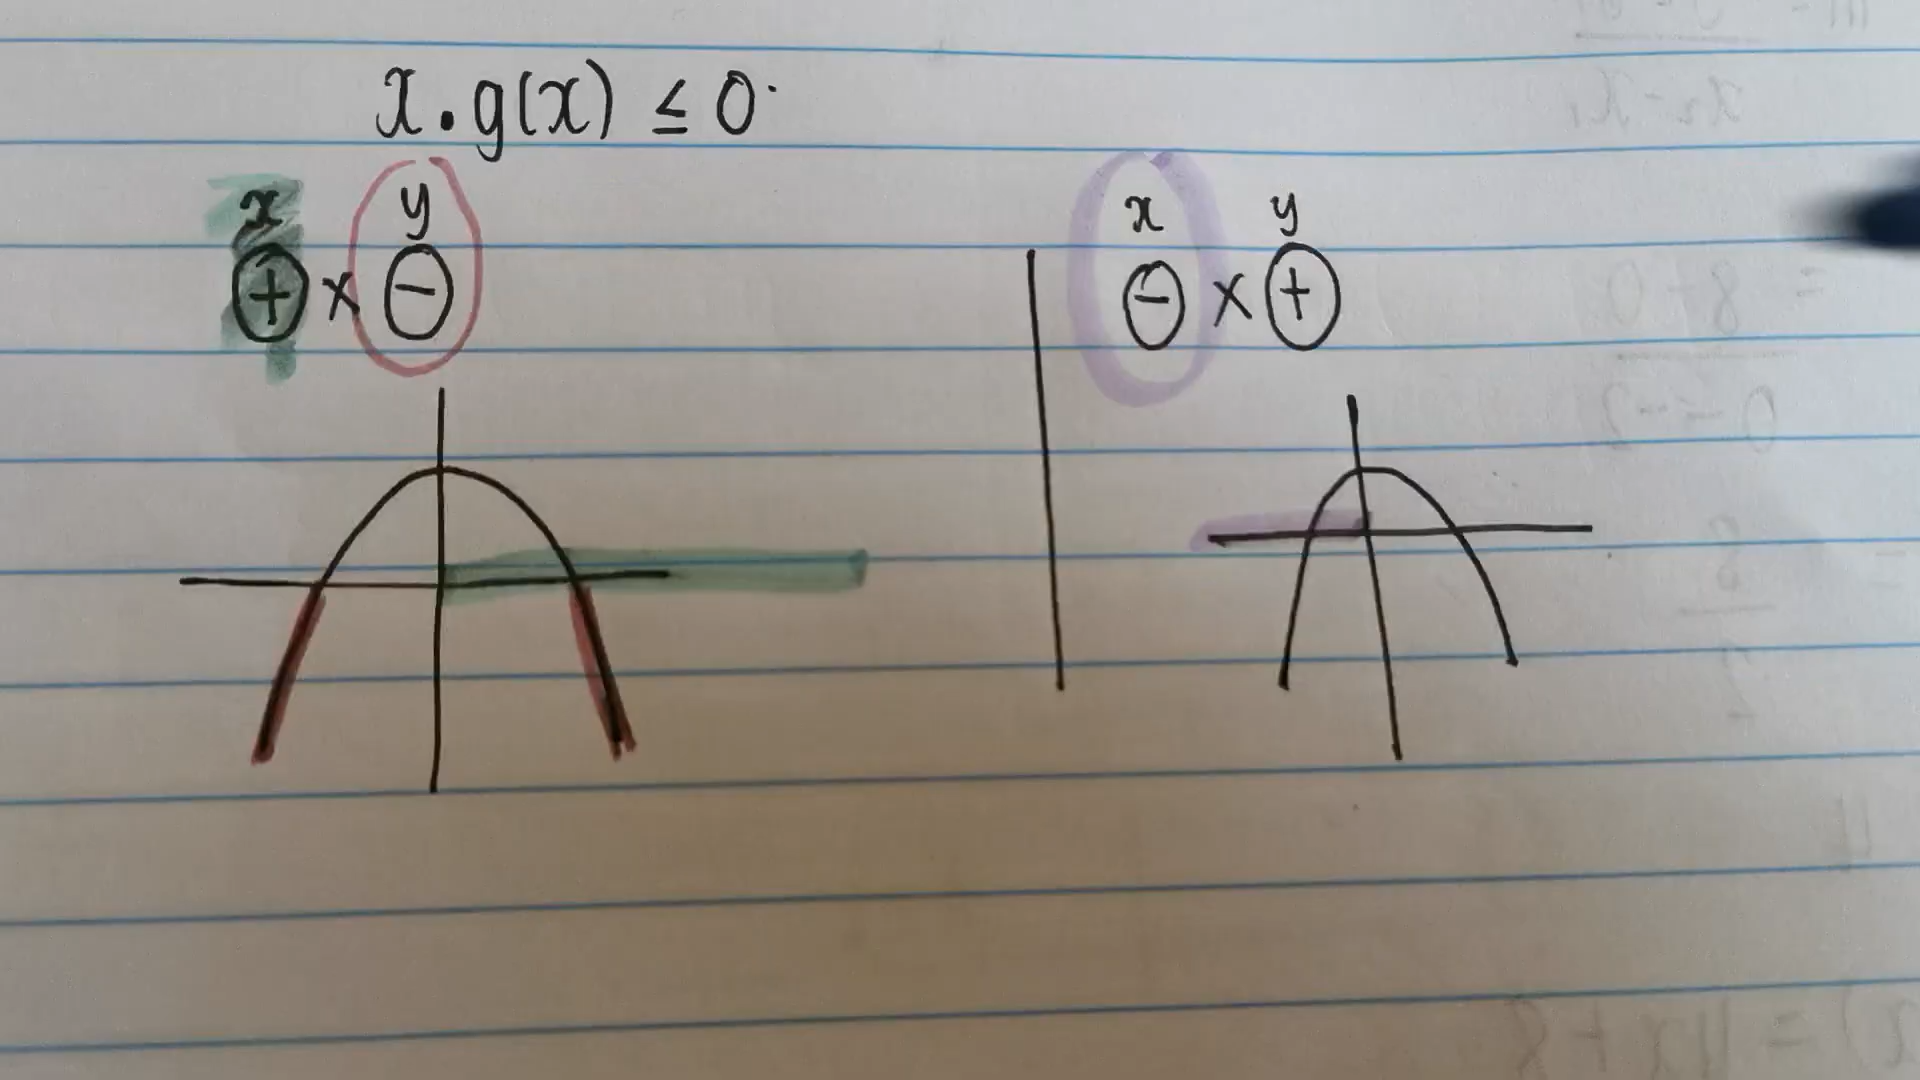 x . g(x) ≤ 0
x y
+ x −
x y
− x +